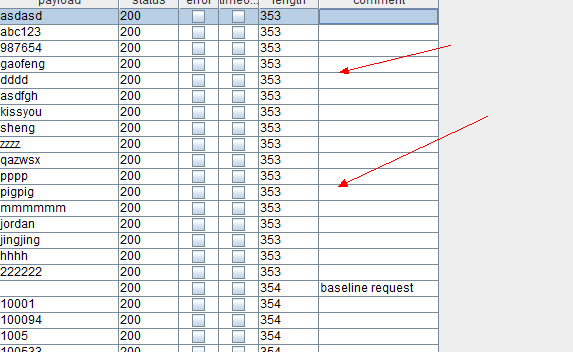 payload status error timeo... length comment
asdasd 200 353
abc123 200 353
987654 200 353
gaofeng 200 353
dddd 200 353
asdfgh 200 353
kissyou 200 353
sheng 200 353
zzzz 200 353
qazwsx 200 353
pppp 200 353
pigpig 200 353
mmmmmm 200 353
jordan 200 353
jingjing 200 353
hhhh 200 353
222222 200 353
200 354 baseline request
10001 200 354
100094 200 354
1005 200 354
100533 200 354